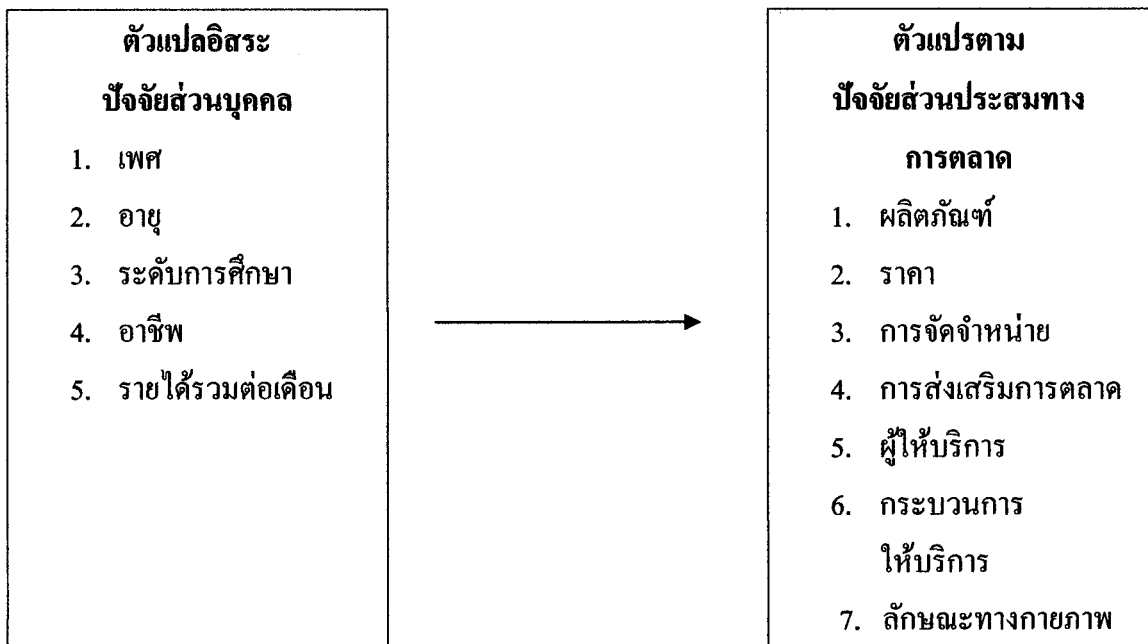 ตัวแปลอิสระ
ปัจจัยส่วนบุคคล
1. เพศ
2. อายุ
3. ระดับการศึกษา
4. อาชีพ
5. รายได้รวมต่อเดือน
ตัวแปรตาม
ปัจจัยส่วนประสมทาง
การตลาด
1. ผลิตภัณฑ์
2. ราคา
3. การจัดจำหน่าย
4. การส่งเสริมการตลาด
5. ผู้ให้บริการ
6. กระบวนการ
ให้บริการ
7. ลักษณะทางกายภาพ